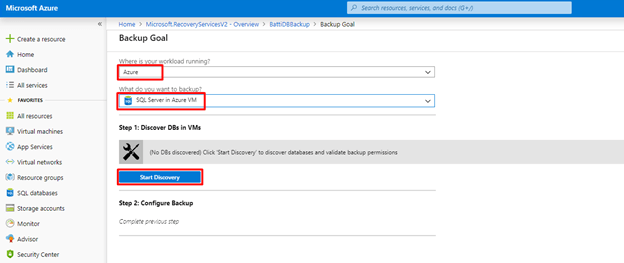 Microsoft Azure
Search resources, services, and docs (G+/)
«
Home > Microsoft.RecoveryServicesV2 - Overview > BattiDBBackup > Backup Goal
+ Create a resource
Backup Goal
Home
Where is your workload running?
Dashboard
Azure
All services
What do you want to backup?
FAVORITES
SQL Server in Azure VM
All resources
Virtual machines
Step 1: Discover DBs in VMs
App Services
(No DBs discovered) Click 'Start Discovery' to discover databases and validate backup permissions
Virtual networks
Resource groups
Start Discovery
SQL databases
Storage accounts
Step 2: Configure Backup
Monitor
Complete previous step
Advisor
Security Center